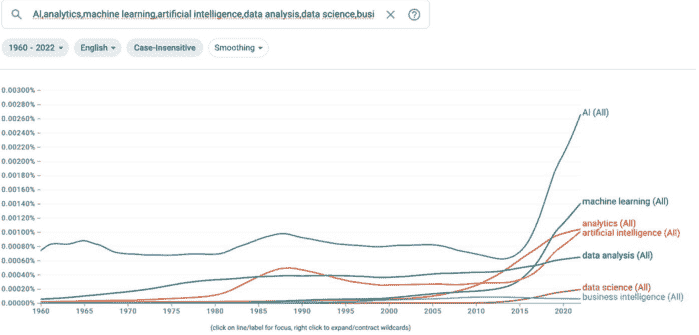 AI,analytics,machine learning,artificial intelligence,data analysis,data science,busi
1960 - 2022 English Case-Insensitive Smoothing
0.00300%
0.00280%
0.00260%
0.00240%
0.00220%
0.00200%
0.00180%
0.00160%
0.00140%
0.00120%
0.00100%
0.00080%
0.00060%
0.00040%
0.00020%
0.00000%
AI (All)
machine learning (All)
analytics (All)
artificial intelligence (All)
data analysis (All)
data science (All)
business intelligence (All)
1960 1965 1970 1975 1980 1985 1990 1995 2000 2005 2010 2015 2020
(click on line/label for focus, right click to expand/contract wildcards)